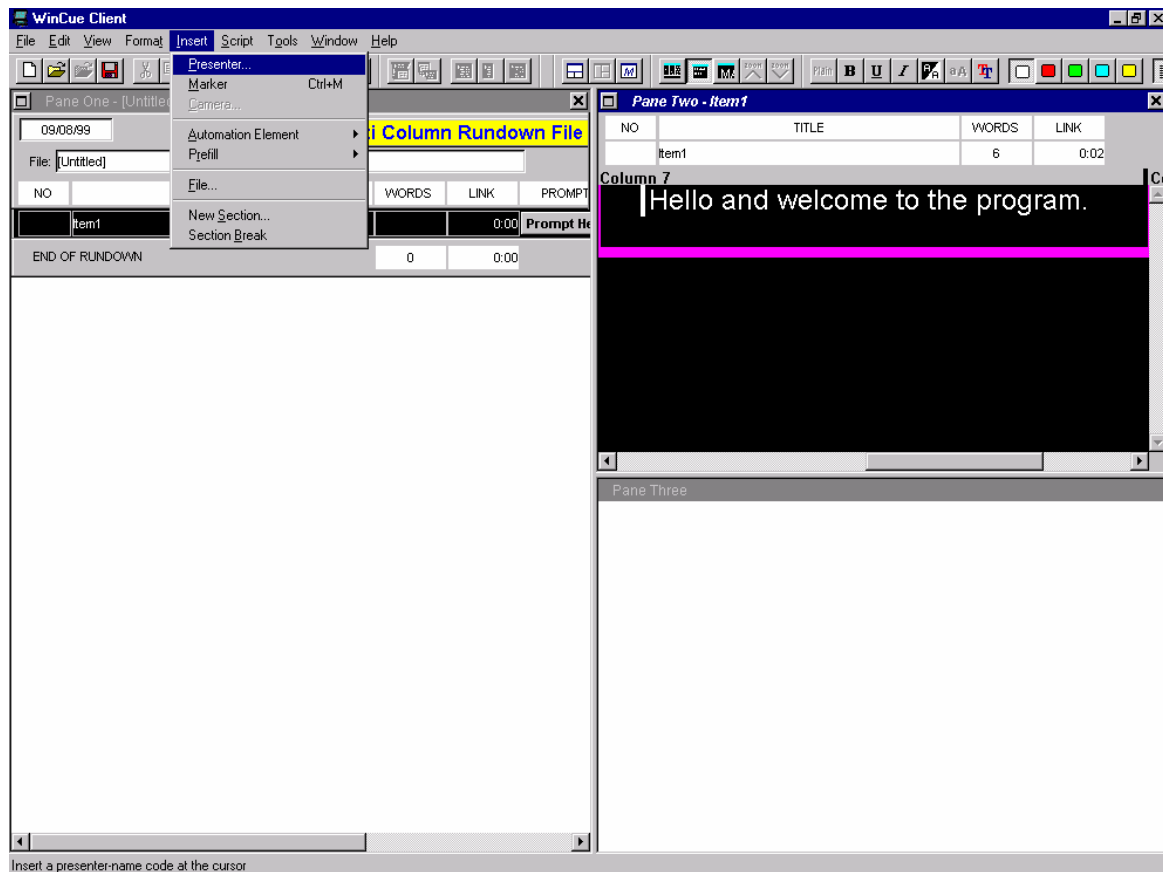 WinCue Client
File Edit View Format Insert Script Tools Window Help
Plain B U I
Presenter...
Marker Ctrl+M
Camera...
Automation Element
Prefill
File...
New Section...
Section Break
Pane One - [Untitled
09/08/99
ti Column Rundown File
File: [Untitled]
NO WORDS LINK PROMPT
Item1 0:00 Prompt He
END OF RUNDOWN 0 0:00
Pane Two - Item1
NO TITLE WORDS LINK
Item1 6 0:02
Column 7 Co
Hello and welcome to the program.
Pane Three
Insert a presenter-name code at the cursor